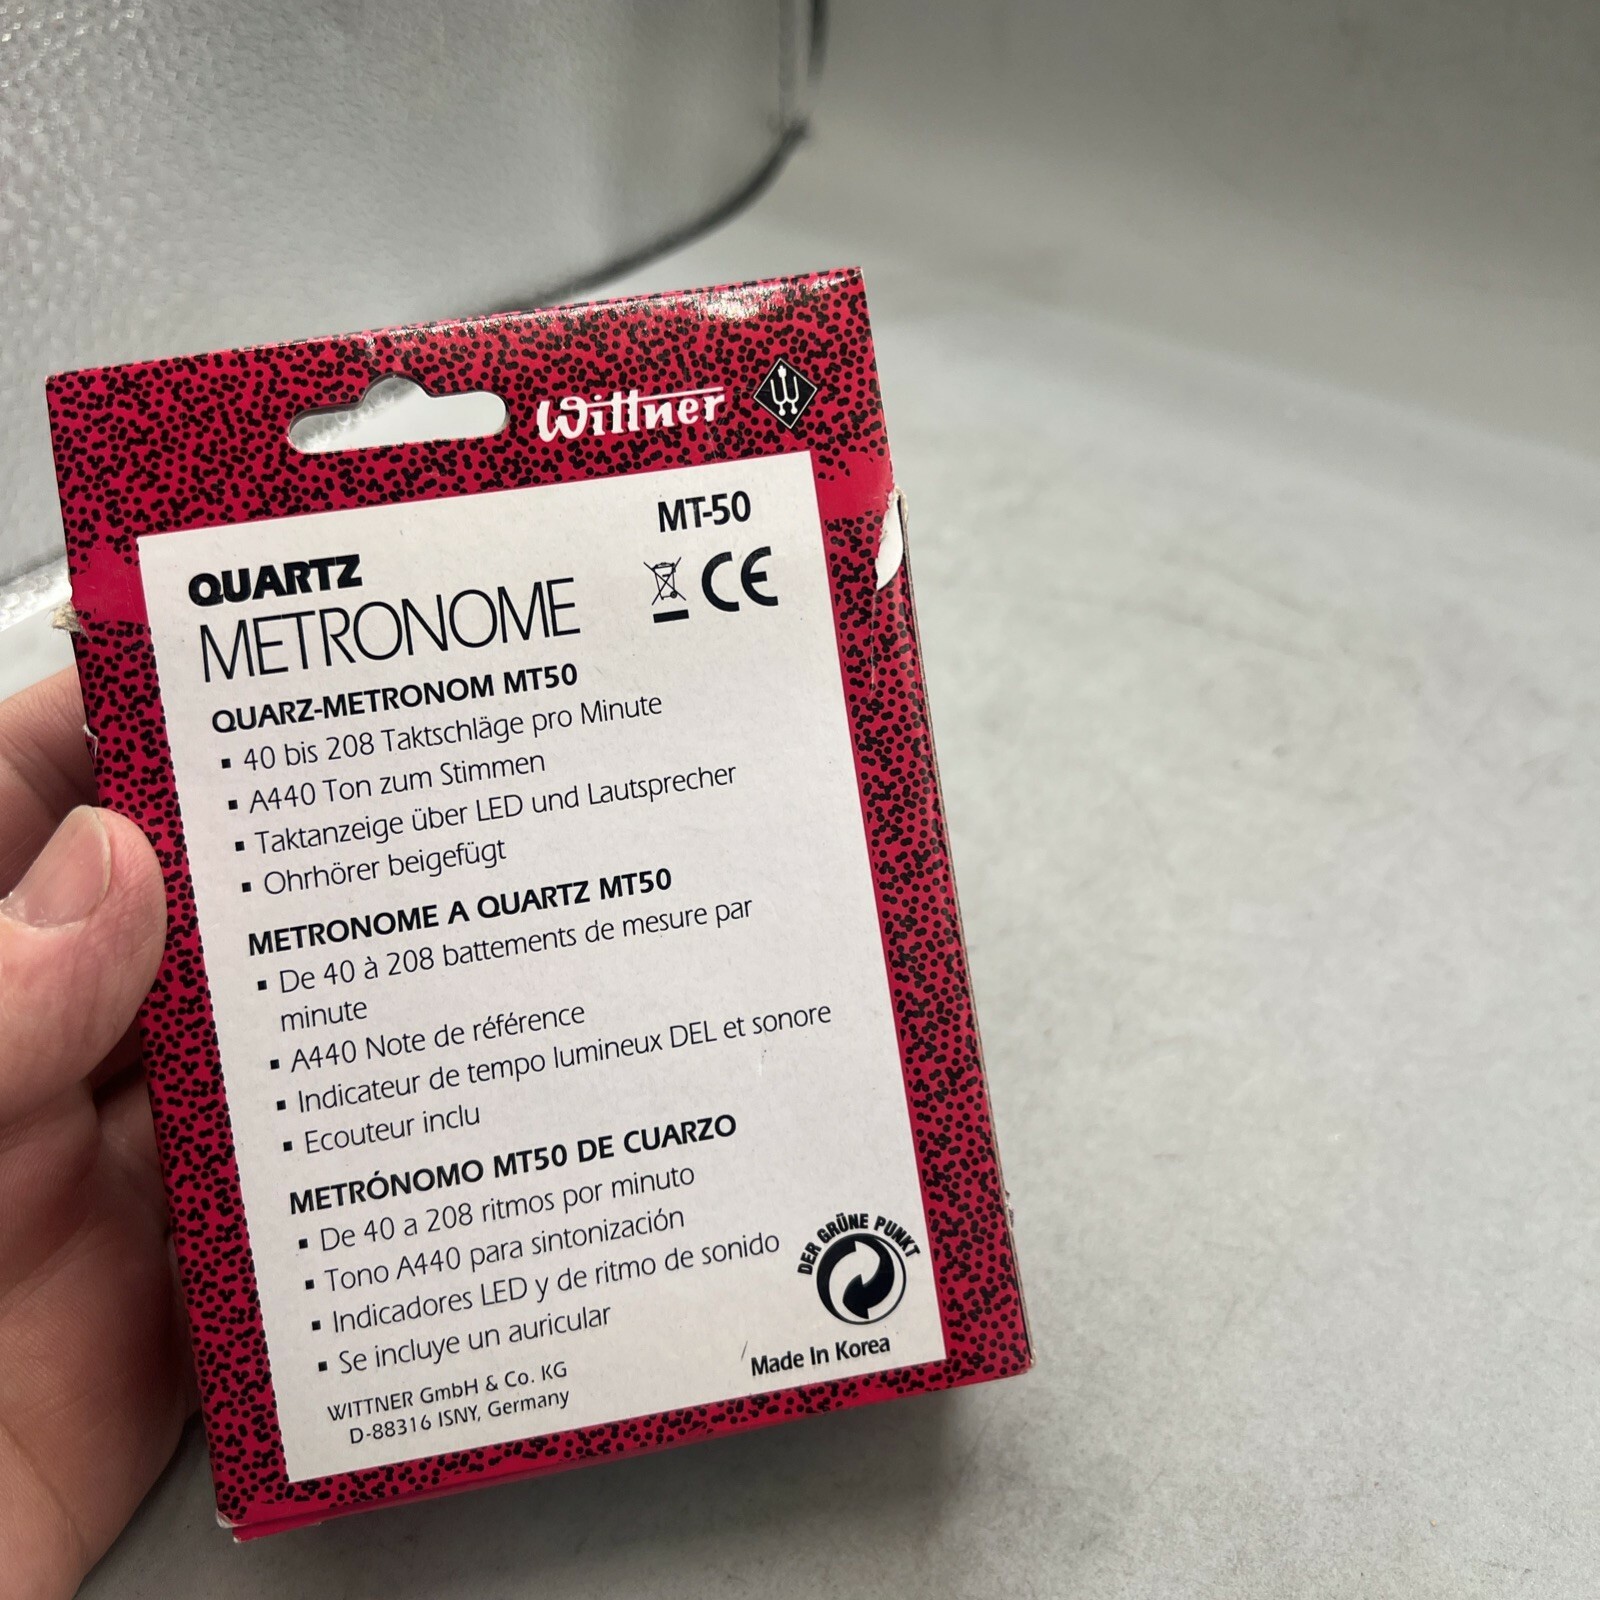 Wittner
MT-50
CE
QUARTZ
METRONOME
QUARZ-METRONOM MT50
▪ 40 bis 208 Taktschläge pro Minute
▪ A440 Ton zum Stimmen
▪ Taktanzeige über LED und Lautsprecher
▪ Ohrhörer beigefügt
METRONOME A QUARTZ MT50
▪ De 40 à 208 battements de mesure par
minute
▪ A440 Note de référence
▪ Indicateur de tempo lumineux DEL et sonore
▪ Ecouteur inclu
METRÓNOMO MT50 DE CUARZO
▪ De 40 a 208 ritmos por minuto
▪ Tono A440 para sintonización
▪ Indicadores LED y de ritmo de sonido
▪ Se incluye un auricular
DER GRÜNE PUNKT
WITTNER GmbH & Co. KG
D-88316 ISNY, Germany
Made In Korea